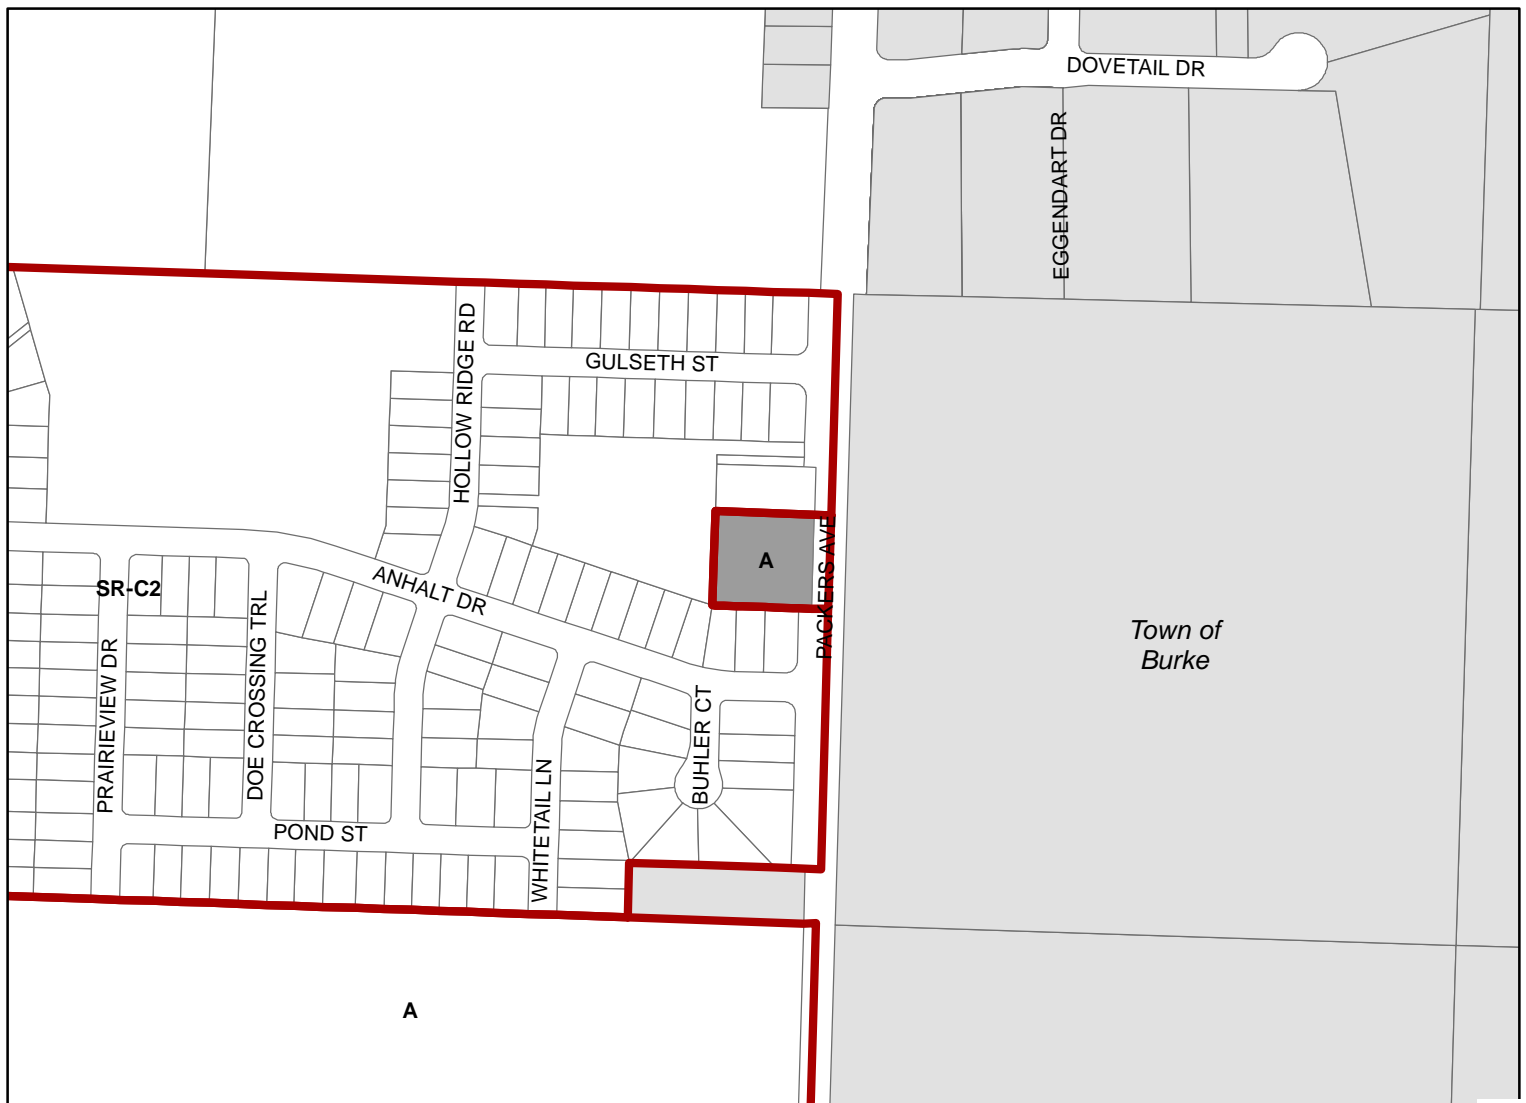 DOVETAIL DR
EGGENDART DR
HOLLOW RIDGE RD
GULSETH ST
A
PACKERS AVE
ANHALT DR
SR-C2
Town of
Burke
PRAIRIEVIEW DR
DOE CROSSING TRL
BUHLER CT
WHITETAIL LN
POND ST
A